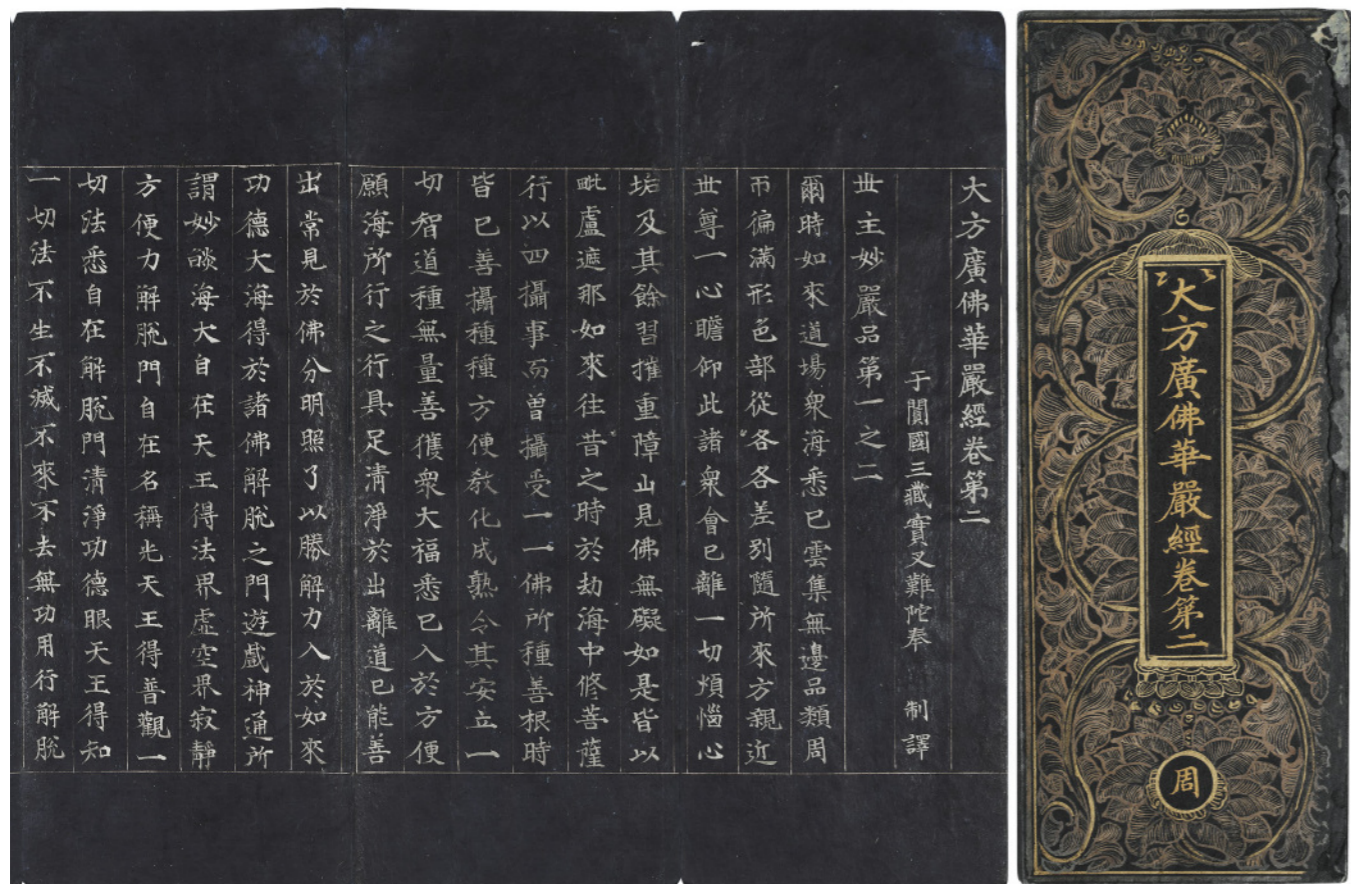 大方廣佛華嚴經卷第二
周
大方廣佛華嚴經卷第二
于闐國三藏實叉難陀奉 制譯
世主妙嚴品第一之二
爾時如來道場衆海悉已雲集無邊品類周
帀徧滿形色部從各各差別隨所來方親近
世尊一心瞻仰此諸衆會已離一切煩惱心
垢及其餘習摧重障山見佛無礙如是皆以
毗盧遮那如來往昔之時於劫海中修菩薩
行以四攝事而曾攝受一一佛所種善根時
皆已善攝種種方便教化成熟令其安立一
切智道種無量善獲衆大福悉已入於方便
願海所行之行具足清淨於出離道已能善
出常見於佛分明照了以勝解力入於如來
功德大海得於諸佛解脫之門遊戲神通所
謂妙焰海大自在天王得法界虛空界寂靜
方便力解脫門自在名稱光天王得普觀一
切法悉自在解脫門清淨功德眼天王得知
一切法不生不滅不來不去無功用行解脫